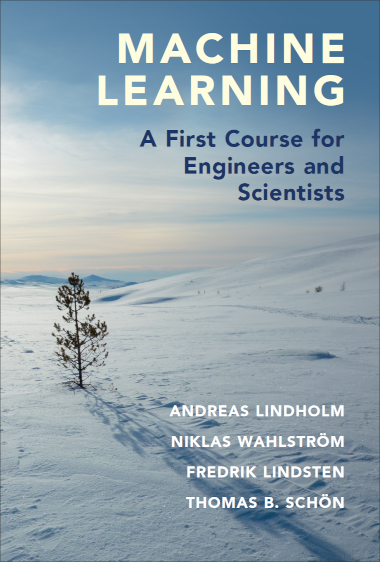 MACHINE
LEARNING
A First Course for
Engineers and
Scientists
ANDREAS LINDHOLM
NIKLAS WAHLSTRÖM
FREDRIK LINDSTEN
THOMAS B. SCHÖN